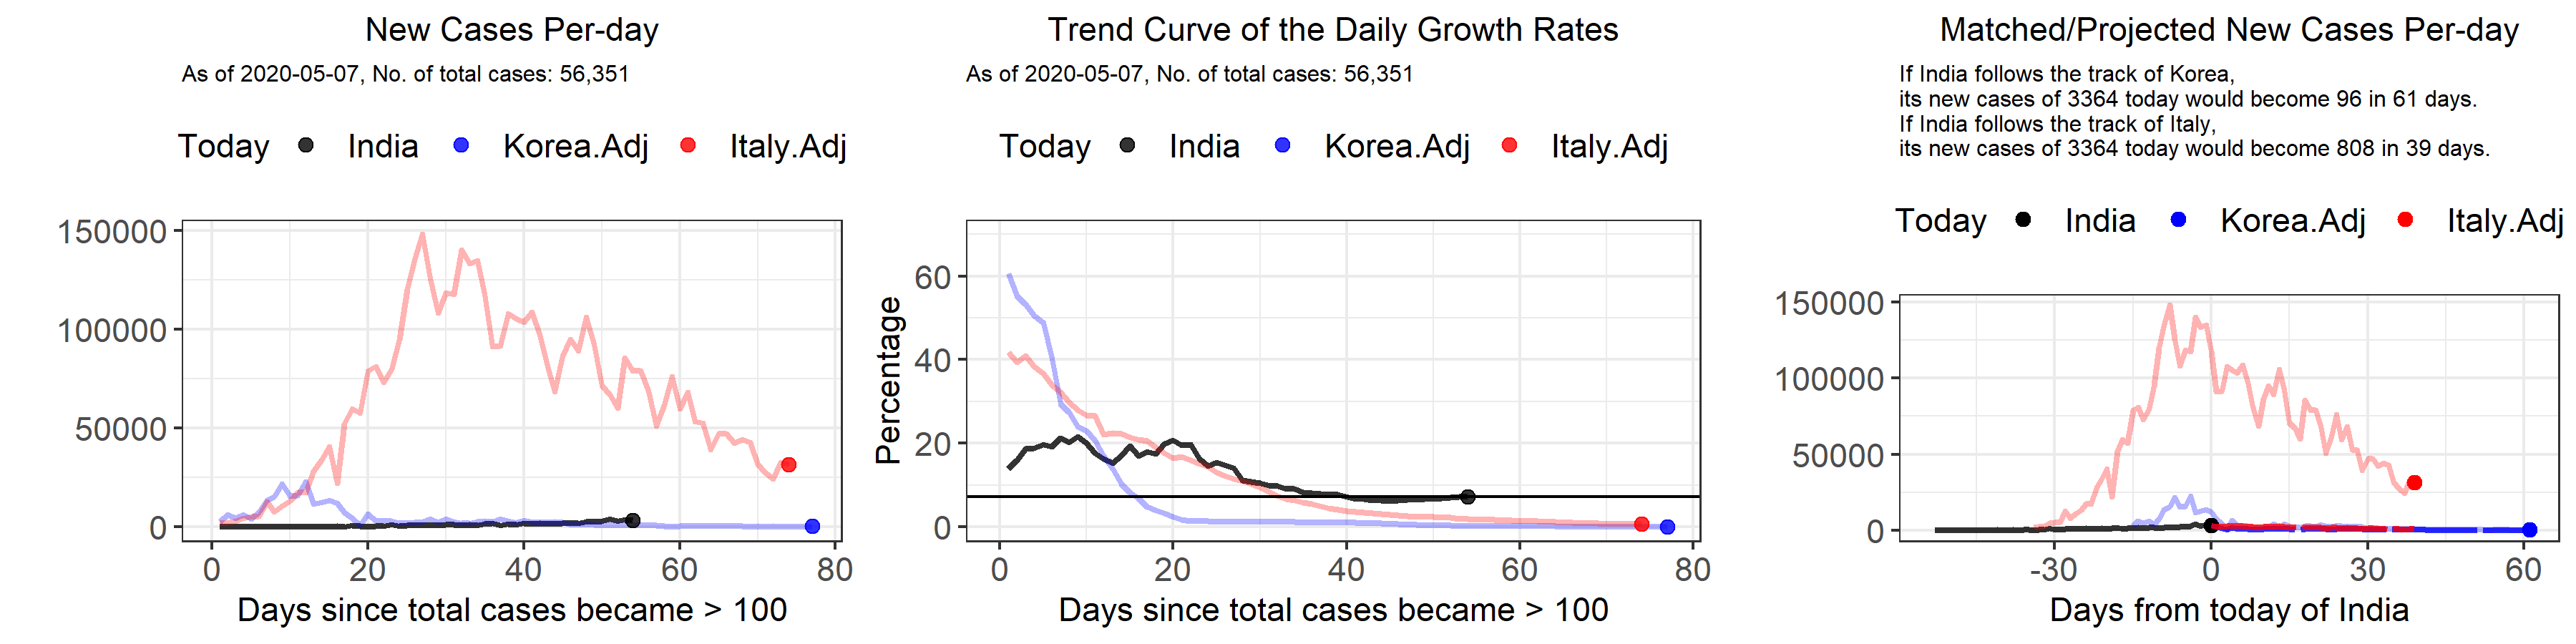 New Cases Per-day
As of 2020-05-07, No. of total cases: 56,351
Today India Korea.Adj Italy.Adj
150000
100000
50000
0
0 20 40 60 80
Days since total cases became > 100
Trend Curve of the Daily Growth Rates
As of 2020-05-07, No. of total cases: 56,351
Today India Korea.Adj Italy.Adj
Percentage
60
40
20
0
0 20 40 60 80
Days since total cases became > 100
Matched/Projected New Cases Per-day
If India follows the track of Korea,
its new cases of 3364 today would become 96 in 61 days.
If India follows the track of Italy,
its new cases of 3364 today would become 808 in 39 days.
Today India Korea.Adj Italy.Adj
150000
100000
50000
0
-30 0 30 60
Days from today of India